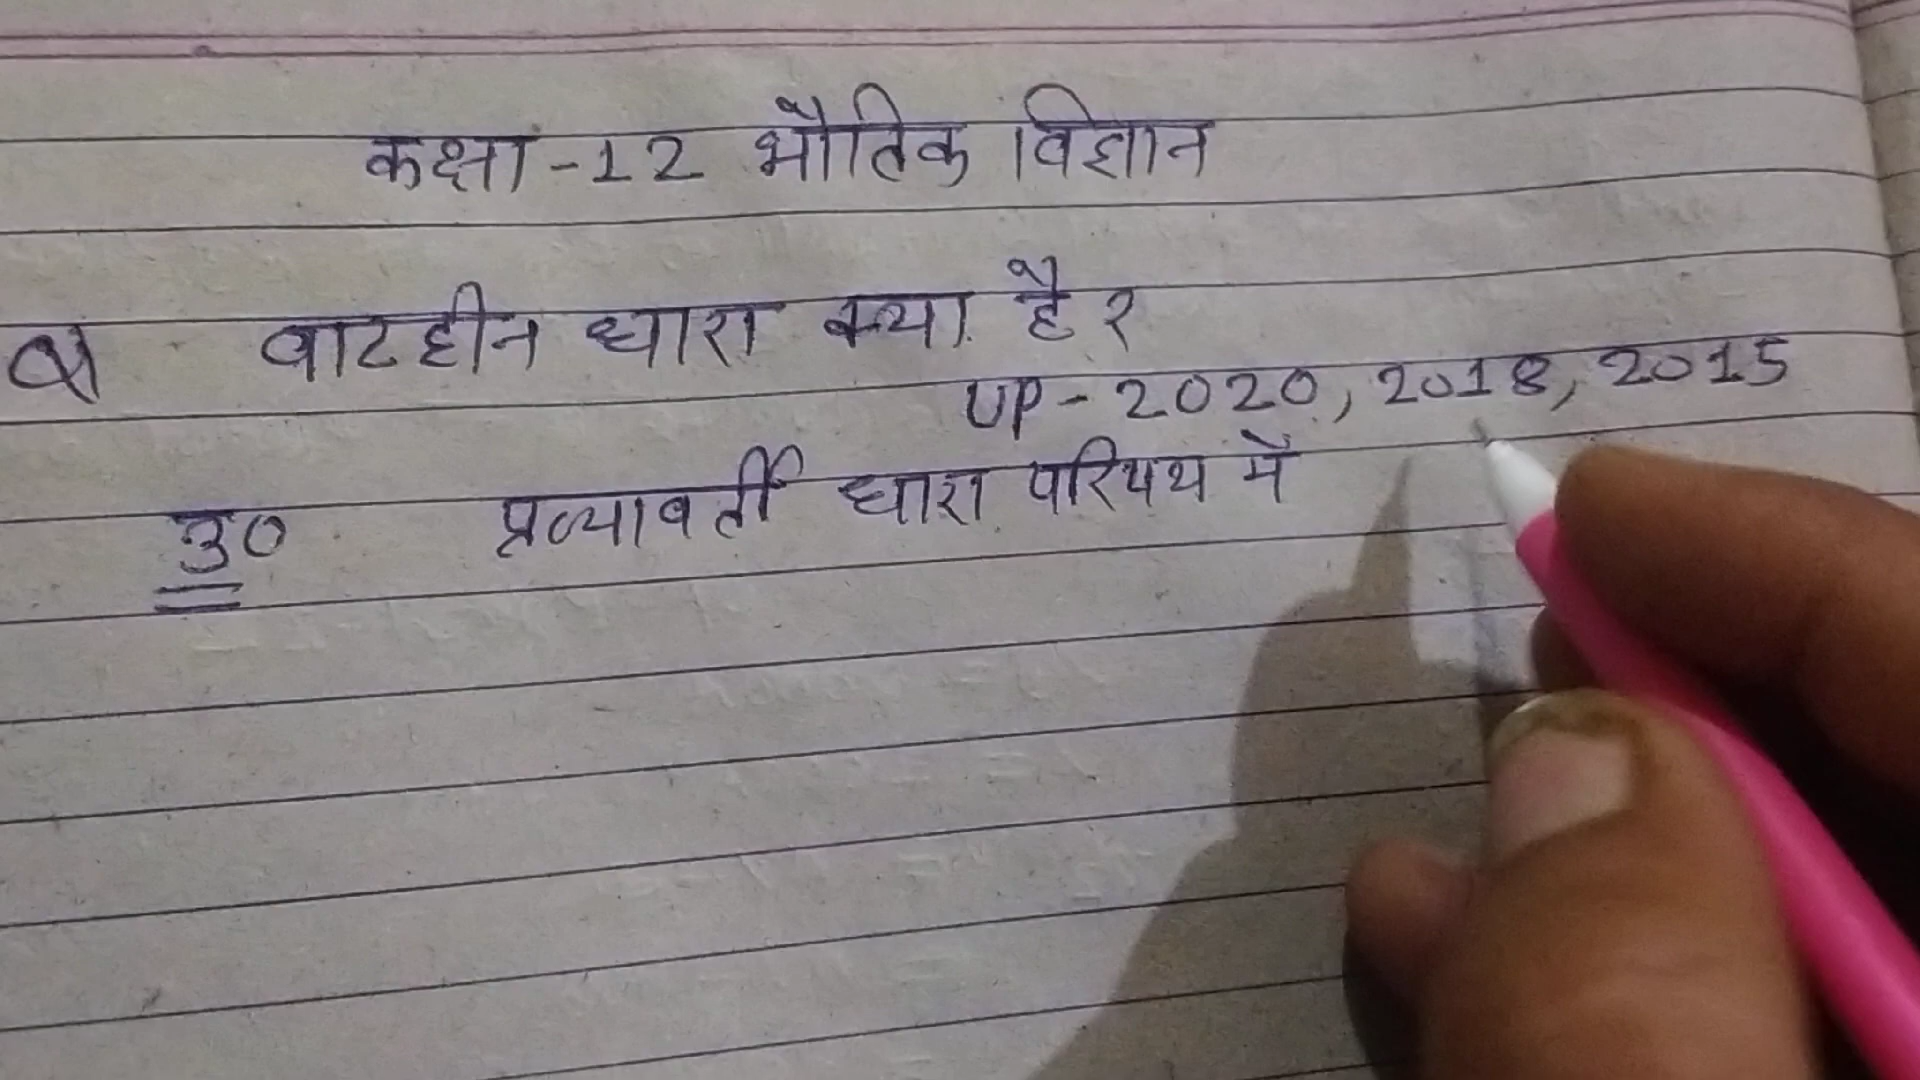 कक्षा -12 भौतिक विज्ञान
Q वाटहीन धारा क्या है ?
UP - 2020, 2018, 2015
उ० प्रत्यावर्ती धारा परिपथ में